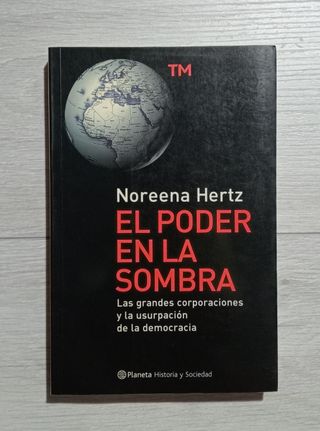 TM
Noreena Hertz
EL PODER
EN LA
SOMBRA
Las grandes corporaciones
y la usurpación
de la democracia
Planeta Historia y Sociedad